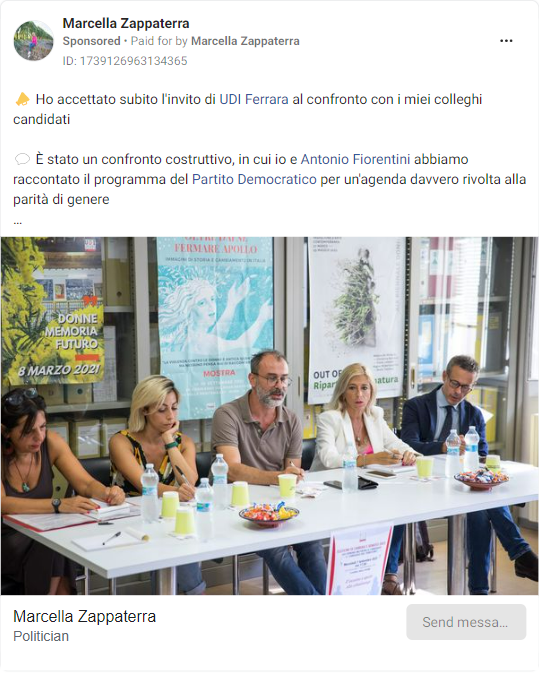 Marcella Zappaterra
Sponsored • Paid for by Marcella Zappaterra
ID: 1739126963134365
Ho accettato subito l'invito di UDI Ferrara al confronto con i miei colleghi
candidati
È stato un confronto costruttivo, in cui io e Antonio Fiorentini abbiamo
raccontato il programma del Partito Democratico per un'agenda davvero rivolta alla
parità di genere
...
DONNE
MEMORIA
FUTURO
8 MARZO 2021
FERMARE APOLLO
MOSTRA
OUT OF
Marcella Zappaterra
Politician
Send messa...